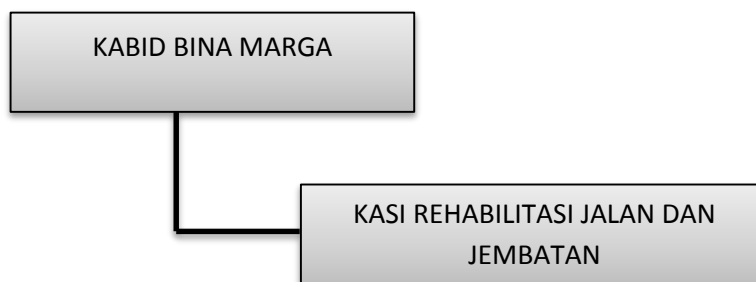 KABID BINA MARGA
KASI REHABILITASI JALAN DAN
JEMBATAN